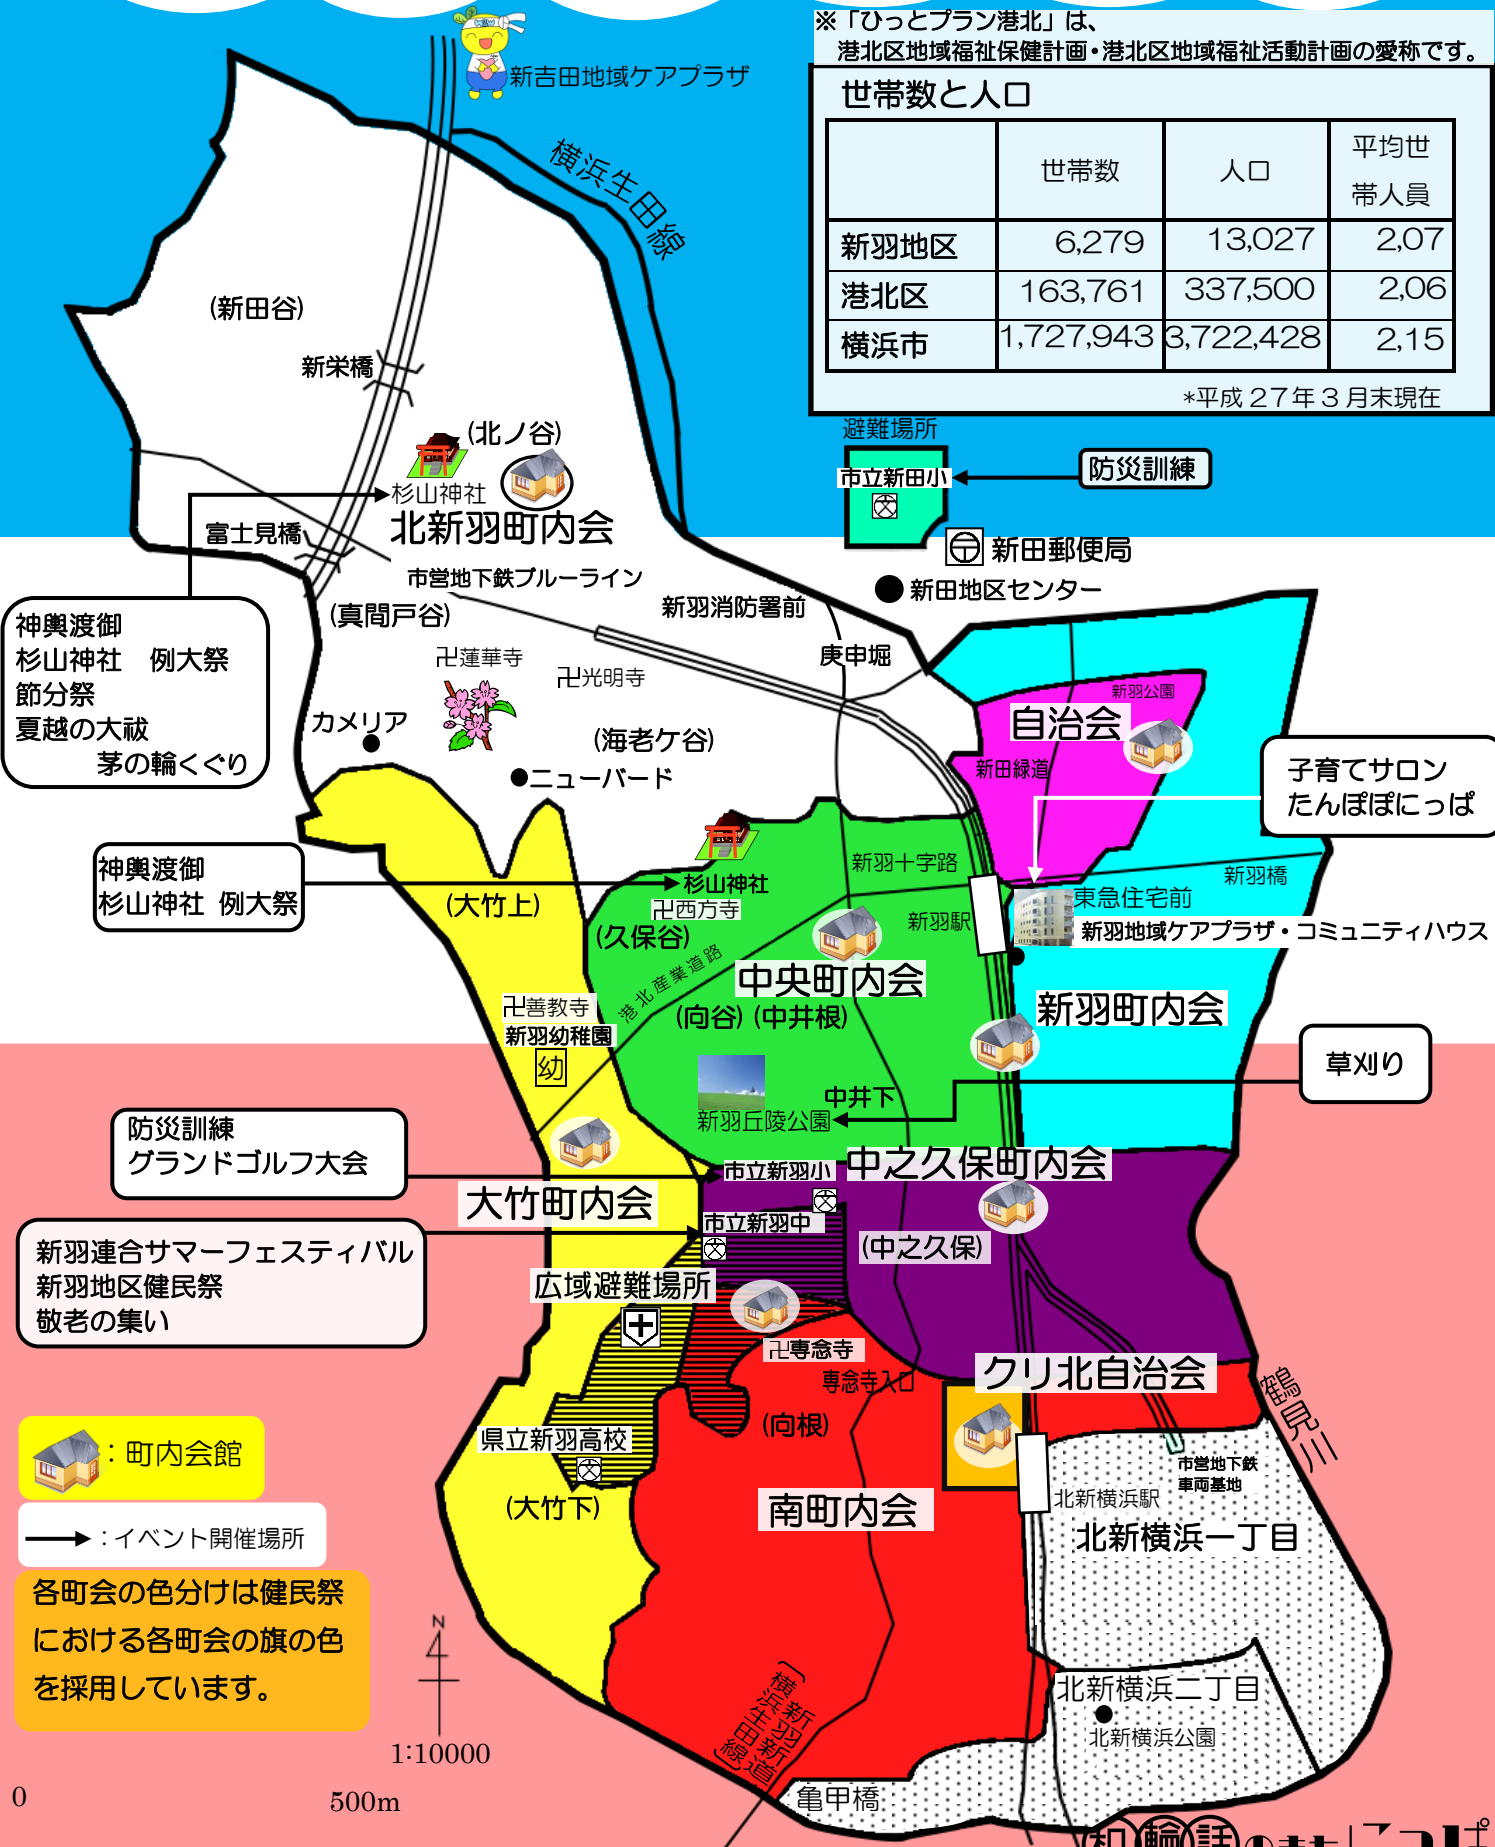 ※「ひっとプラン港北」は、
港北区地域福祉保健計画・港北区地域福祉活動計画の愛称です。
世帯数と人口
世帯数 人口 平均世帯人員
新羽地区 6,279 13,027 2,07
港北区 163,761 337,500 2,06
横浜市 1,727,943 3,722,428 2,15
*平成27年3月末現在
新吉田地域ケアプラザ
横浜生田線
(新田谷)
新栄橋
(北ノ谷)
杉山神社
北新羽町内会
富士見橋
市営地下鉄ブルーライン
(真間戸谷)
新羽消防署前
庚申堀
避難場所
市立新田小
文
防災訓練
新田郵便局
新田地区センター
神輿渡御
杉山神社 例大祭
節分祭
夏越の大祓
茅の輪くぐり
卍蓮華寺
卍光明寺
カメリア
(海老ケ谷)
ニューバード
新羽公園
自治会
新田緑道
子育てサロン
たんぽぽにっぱ
神輿渡御
杉山神社 例大祭
(大竹上)
杉山神社
卍西方寺
(久保谷)
新羽十字路
新羽駅
新羽橋
東急住宅前
新羽地域ケアプラザ・コミュニティハウス
港北産業道路
中央町内会
(向谷)(中井根)
新羽町内会
卍善教寺
新羽幼稚園
幼
草刈り
中井下
新羽丘陵公園
防災訓練
グランドゴルフ大会
市立新羽小
文
中之久保町内会
大竹町内会
市立新羽中
文
(中之久保)
新羽連合サマーフェスティバル
新羽地区健民祭
敬老の集い
広域避難場所
卍専念寺
専念寺入口
クリ北自治会
鶴見川
(向根)
県立新羽高校
文
(大竹下)
市営地下鉄
車両基地
南町内会
北新横浜駅
北新横浜一丁目
：町内会館
：イベント開催場所
各町会の色分けは健民祭
における各町会の旗の色
を採用しています。
N
1:10000
0 500m
新羽新道
(横浜生田線)
北新横浜二丁目
北新横浜公園
亀甲橋